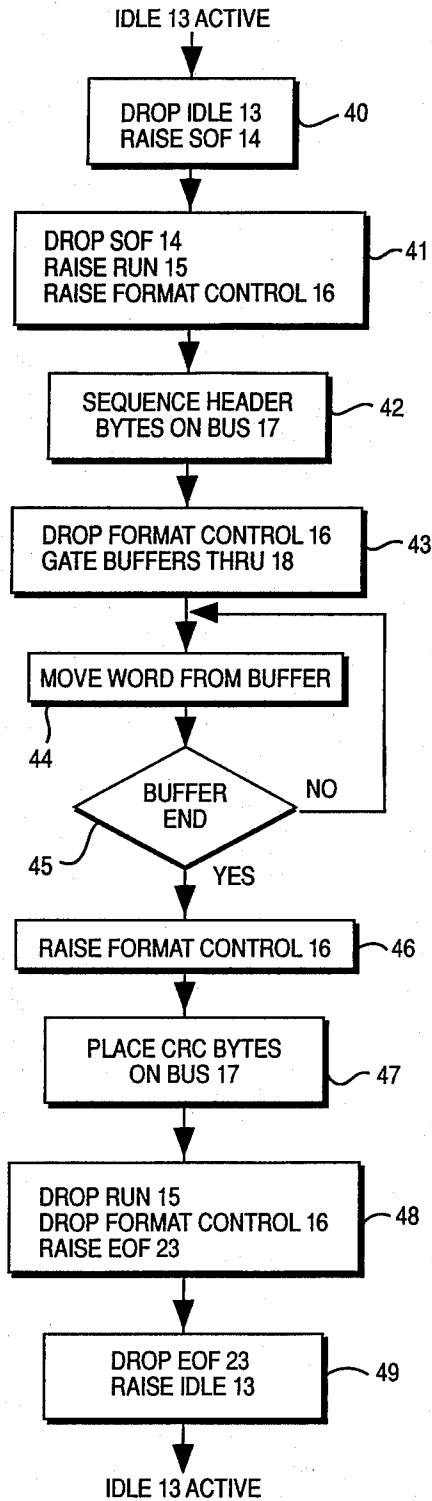 IDLE 13 ACTIVE
DROP IDLE 13
RAISE SOF 14
40
DROP SOF 14
RAISE RUN 15
RAISE FORMAT CONTROL 16
41
SEQUENCE HEADER
BYTES ON BUS 17
42
DROP FORMAT CONTROL 16
GATE BUFFERS THRU 18
43
MOVE WORD FROM BUFFER
44
BUFFER
END
NO
45
YES
RAISE FORMAT CONTROL 16
46
PLACE CRC BYTES
ON BUS 17
47
DROP RUN 15
DROP FORMAT CONTROL 16
RAISE EOF 23
48
DROP EOF 23
RAISE IDLE 13
49
IDLE 13 ACTIVE